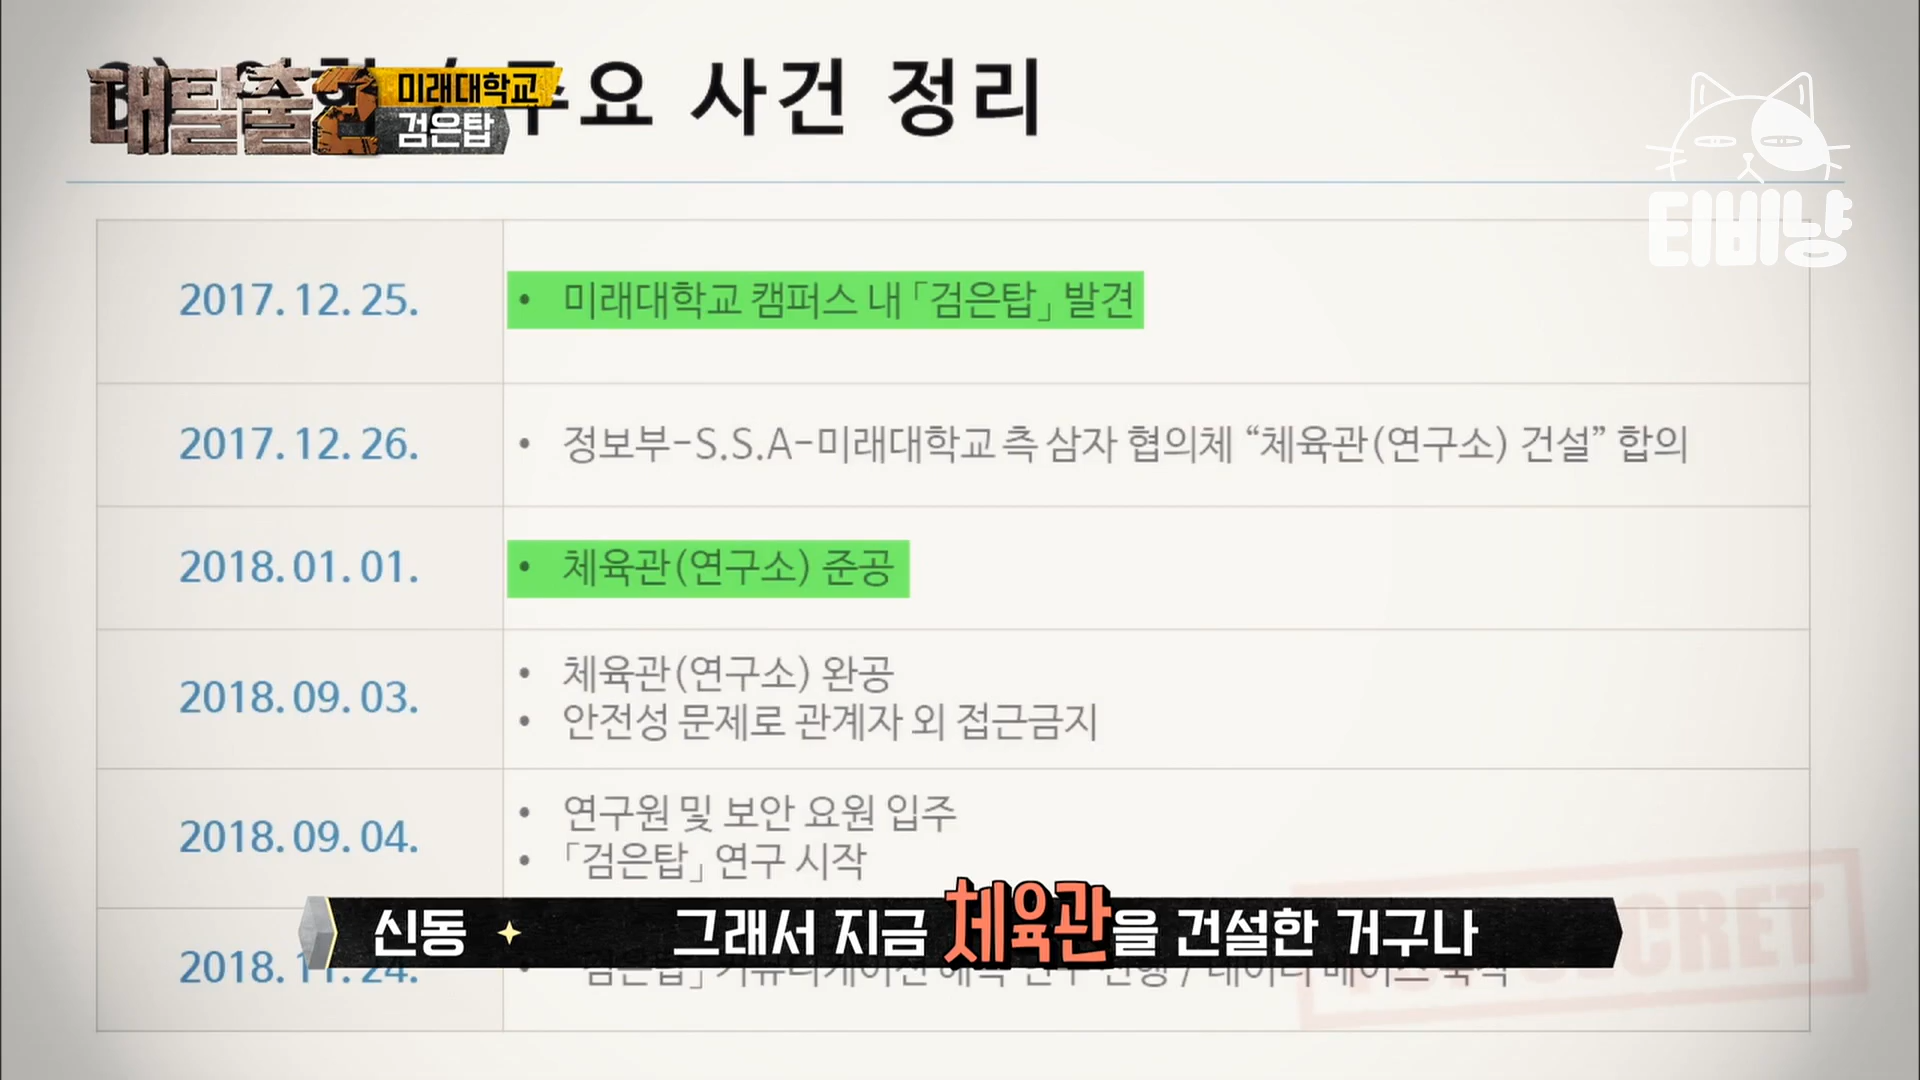 대탈출2
미래대학교
검은탑
주요 사건 정리
티비냥
2017. 12. 25.
• 미래대학교 캠퍼스 내 「검은탑」 발견
2017. 12. 26.
• 정보부-S.S.A-미래대학교 측 삼자 협의체 “체육관(연구소) 건설” 합의
2018. 01. 01.
• 체육관(연구소) 준공
2018. 09. 03.
• 체육관(연구소) 완공
• 안전성 문제로 관계자 외 접근금지
2018. 09. 04.
• 연구원 및 보안 요원 입주
• 「검은탑」 연구 시작
2018. 11. 24.
신동 그래서 지금 체육관을 건설한 거구나